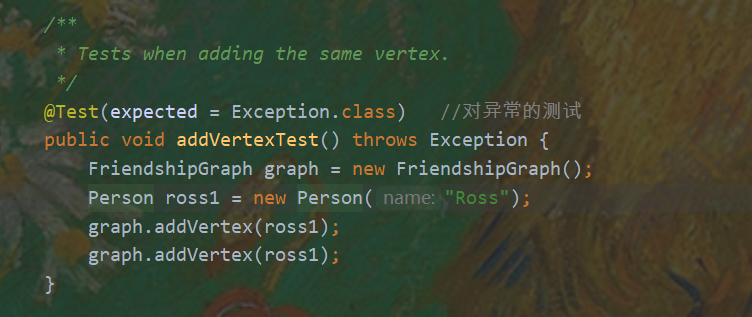 /**
 * Tests when adding the same vertex.
 */
@Test(expected = Exception.class)   //对异常的测试
public void addVertexTest() throws Exception {
    FriendshipGraph graph = new FriendshipGraph();
    Person ross1 = new Person( name: "Ross");
    graph.addVertex(ross1);
    graph.addVertex(ross1);
}